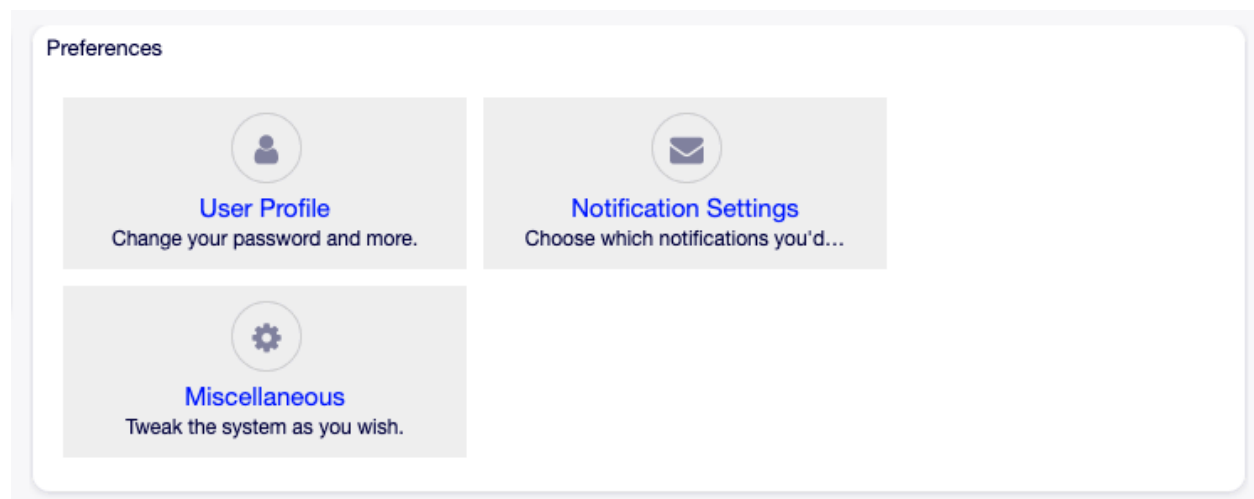 Preferences
User Profile
Change your password and more.
Notification Settings
Choose which notifications you'd…
Miscellaneous
Tweak the system as you wish.